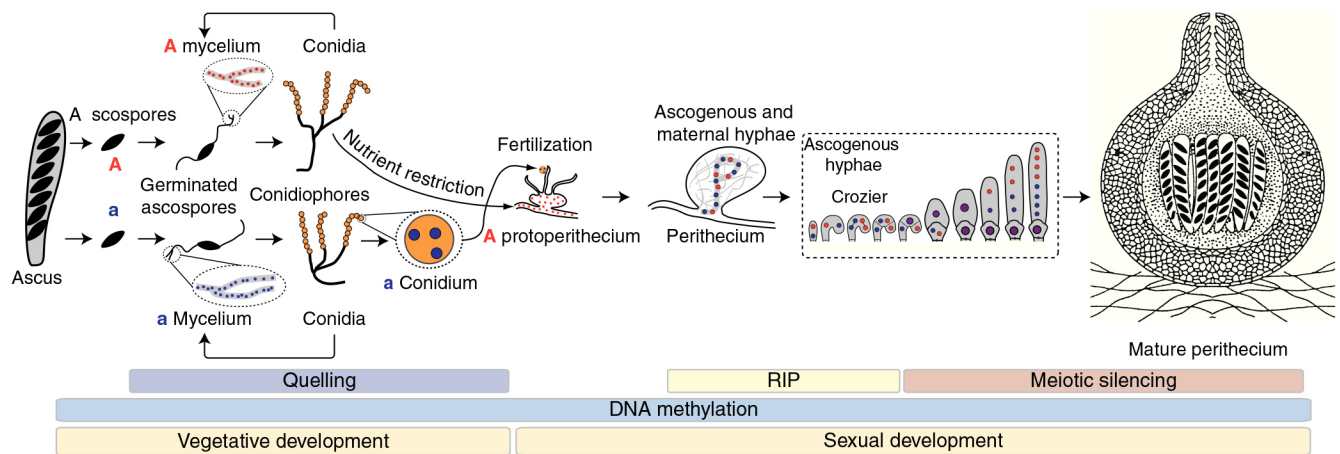 A mycelium
Conidia
A scospores
A
Germinated
ascospores
a
Ascus
a Mycelium
Conidia
Conidiophores
Nutrient restriction
a Conidium
Fertilization
A protoperithecium
Ascogenous and
maternal hyphae
Perithecium
Ascogenous
hyphae
Crozier
Mature perithecium
Quelling
RIP
Meiotic silencing
DNA methylation
Vegetative development
Sexual development